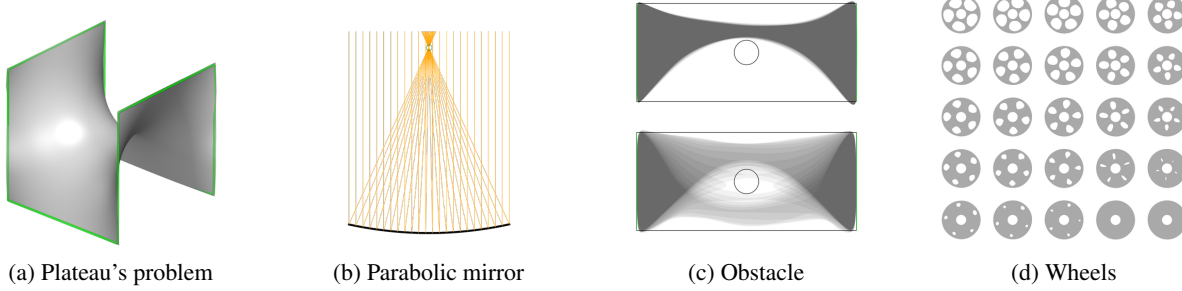 (a) Plateau's problem
(b) Parabolic mirror
(c) Obstacle
(d) Wheels